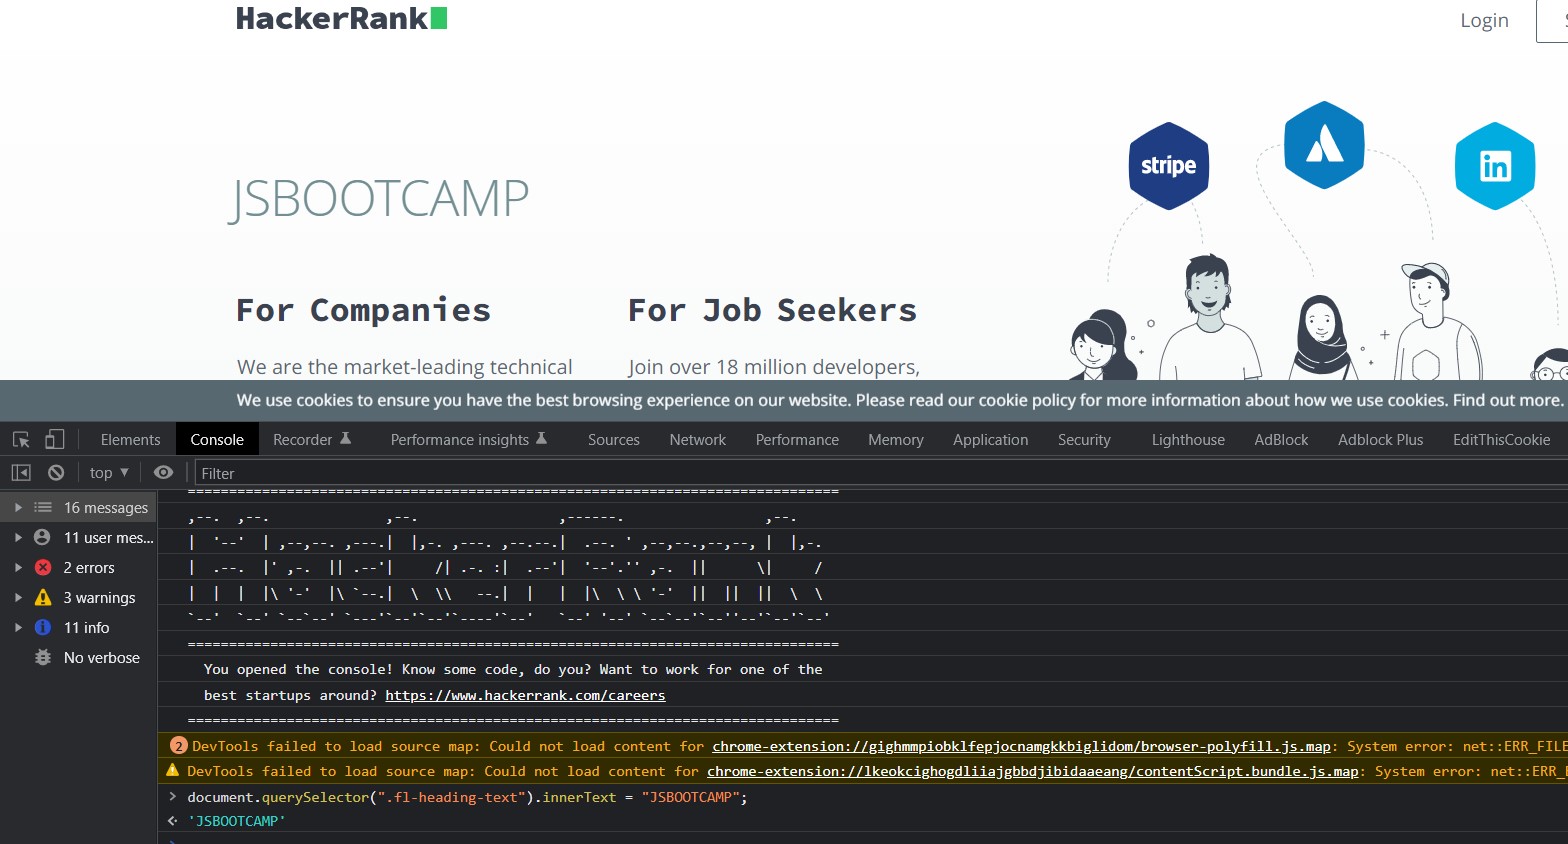 HackerRank
Login
stripe
in
JSBOOTCAMP
For Companies
For Job Seekers
We are the market-leading technical
Join over 18 million developers,
We use cookies to ensure you have the best browsing experience on our website. Please read our cookie policy for more information about how we use cookies. Find out more.
Elements Console Recorder Performance insights Sources Network Performance Memory Application Security Lighthouse AdBlock Adblock Plus EditThisCookie
top Filter
16 messages
11 user mes...
2 errors
3 warnings
11 info
No verbose
===============================================================================
===============================================================================
You opened the console! Know some code, do you? Want to work for one of the
best startups around? https://www.hackerrank.com/careers
===============================================================================
2 DevTools failed to load source map: Could not load content for chrome-extension://gighmmpiobklfepjocnamgkkbiglidom/browser-polyfill.js.map: System error: net::ERR_FILE
DevTools failed to load source map: Could not load content for chrome-extension://lkeokcighogdliiajgbbdjibidaaeang/contentScript.bundle.js.map: System error: net::ERR_
> document.querySelector(".fl-heading-text").innerText = "JSBOOTCAMP";
'JSBOOTCAMP'